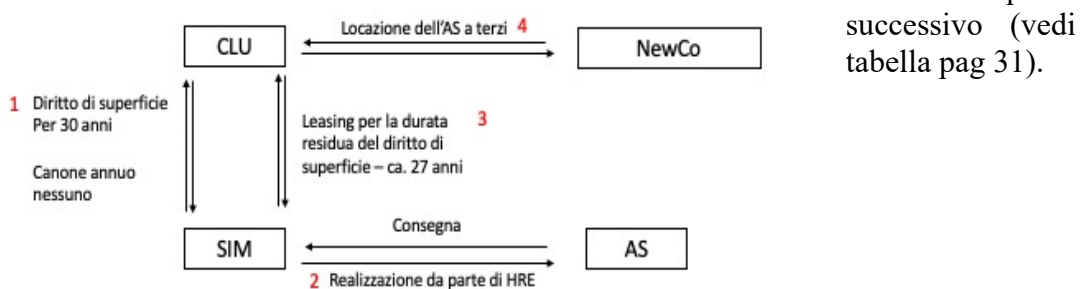 successivo (vedi
tabella pag 31).
Locazione dell'AS a terzi 4
CLU
NewCo
1 Diritto di superficie
Per 30 anni
Canone annuo
nessuno
Leasing per la durata 3
residua del diritto di
superficie – ca. 27 anni
Consegna
SIM
AS
2 Realizzazione da parte di HRE